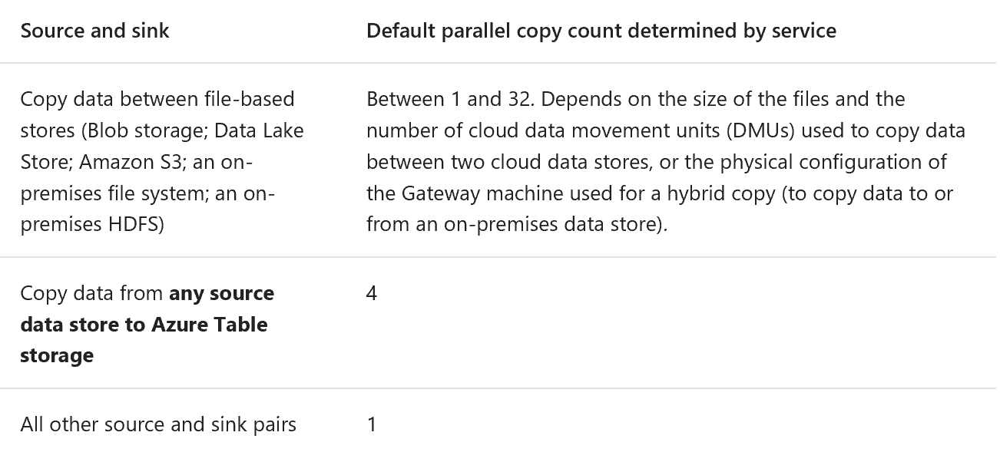 Source and sink
Default parallel copy count determined by service
Copy data between file-based
stores (Blob storage; Data Lake
Store; Amazon S3; an on-
premises file system; an on-
premises HDFS)
Between 1 and 32. Depends on the size of the files and the
number of cloud data movement units (DMUs) used to copy data
between two cloud data stores, or the physical configuration of
the Gateway machine used for a hybrid copy (to copy data to or
from an on-premises data store).
Copy data from any source
data store to Azure Table
storage
4
All other source and sink pairs
1